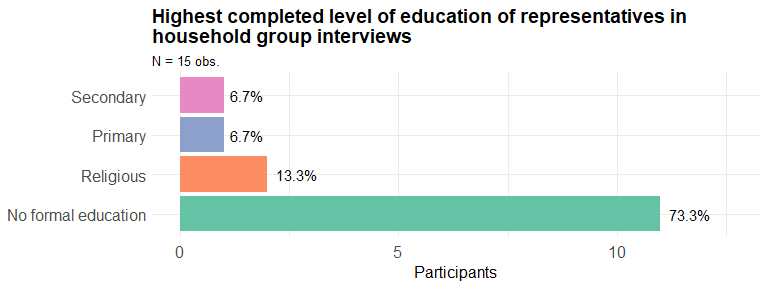 Highest completed level of education of representatives in
household group interviews
N = 15 obs.
Secondary
6.7%
Primary
6.7%
Religious
13.3%
No formal education
73.3%
0
5
10
Participants